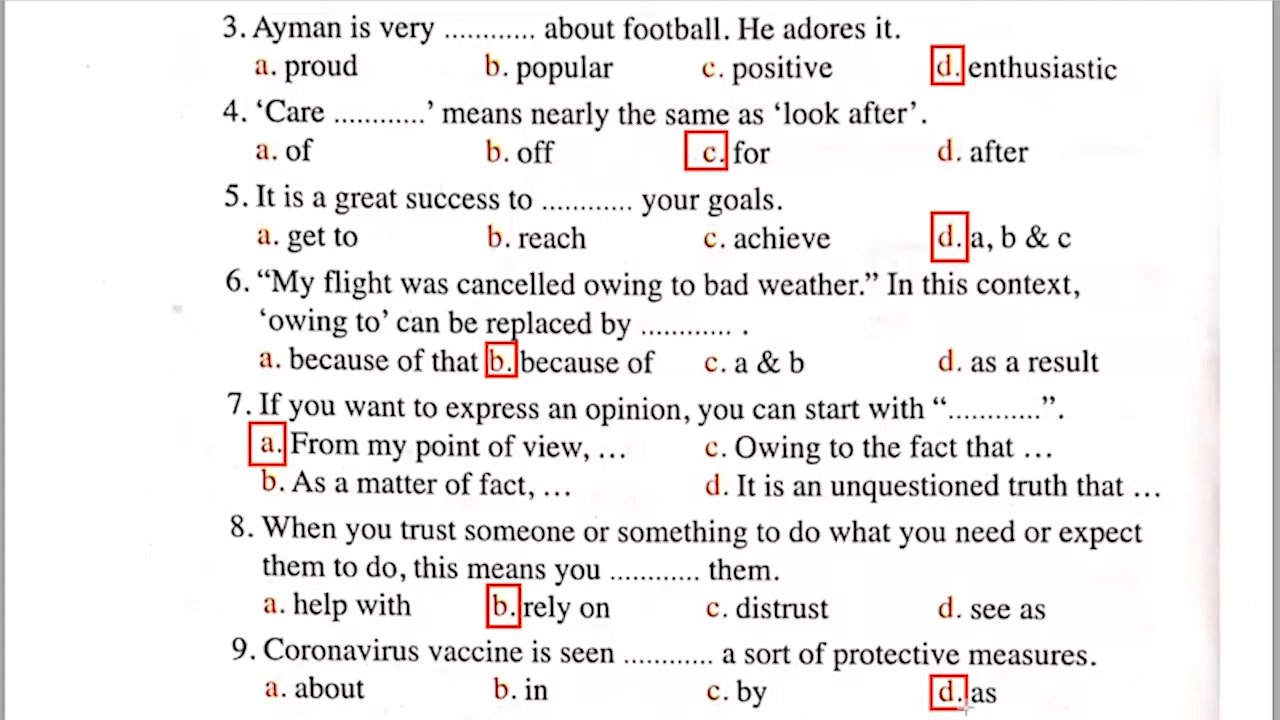 3. Ayman is very ............ about football. He adores it.
a. proud b. popular c. positive d. enthusiastic
4. ‘Care ............’ means nearly the same as ‘look after’.
a. of b. off c. for d. after
5. It is a great success to ............ your goals.
a. get to b. reach c. achieve d. a, b & c
6. “My flight was cancelled owing to bad weather.” In this context,
‘owing to’ can be replaced by ............ .
a. because of that b. because of c. a & b d. as a result
7. If you want to express an opinion, you can start with “............”.
a. From my point of view, ... c. Owing to the fact that ...
b. As a matter of fact, ... d. It is an unquestioned truth that ...
8. When you trust someone or something to do what you need or expect
them to do, this means you ............ them.
a. help with b. rely on c. distrust d. see as
9. Coronavirus vaccine is seen ............ a sort of protective measures.
a. about b. in c. by d. as